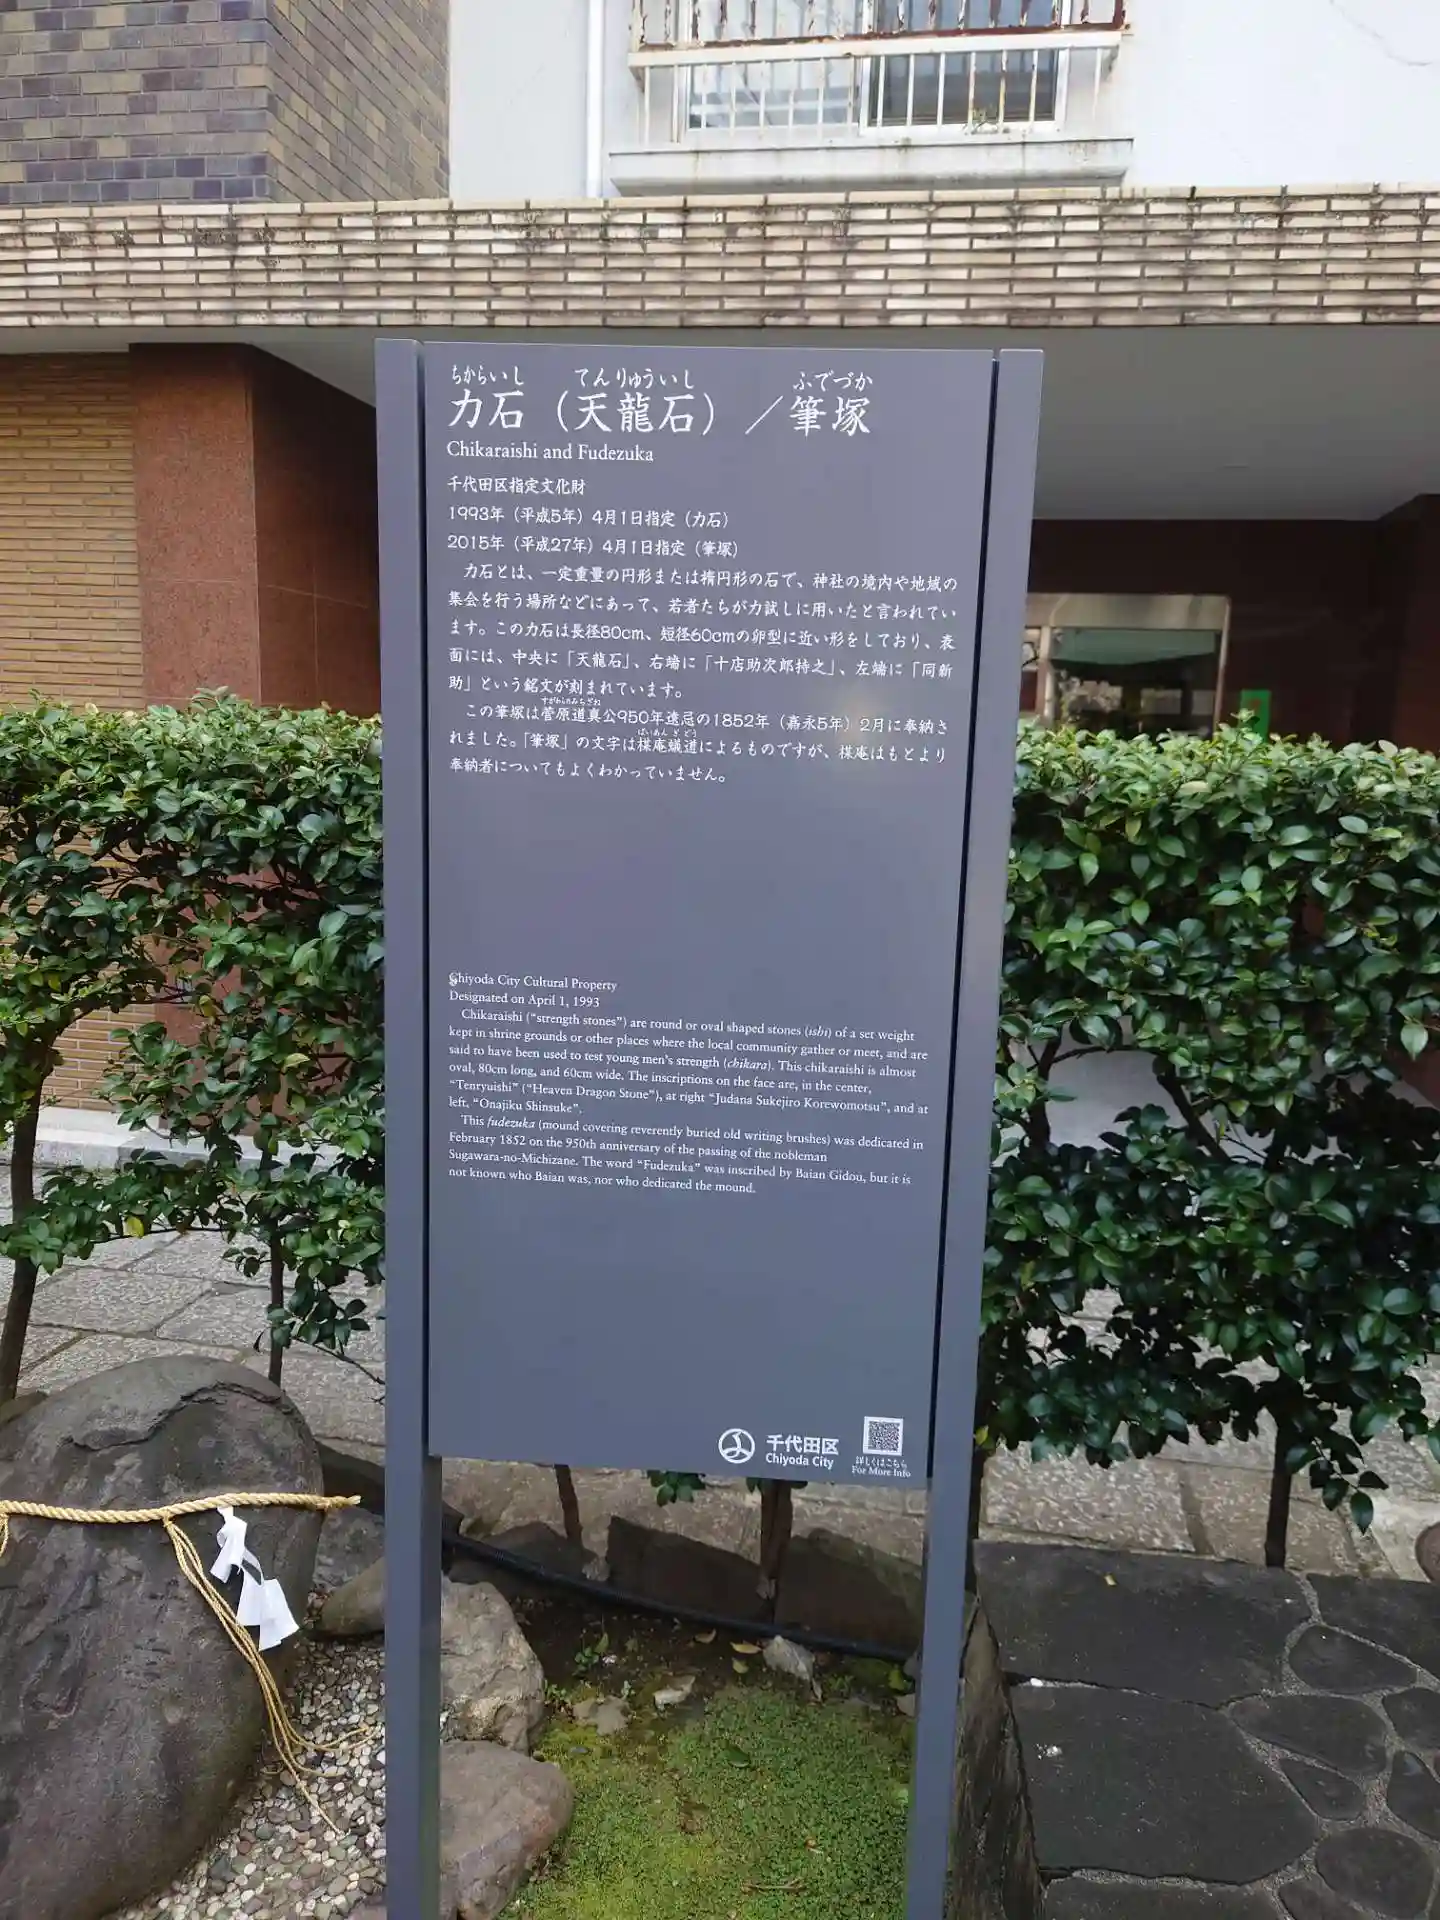 ちからいし てんりゅういし ふでづか
力石（天龍石）／筆塚
Chikaraishi and Fudezuka
千代田区指定文化財
1993年（平成5年）4月1日指定（力石）
2015年（平成27年）4月1日指定（筆塚）
力石とは、一定重量の円形または楕円形の石で、神社の境内や地域の
集会を行う場所などにあって、若者たちが力試しに用いたと言われてい
ます。この力石は長径80cm、短径60cmの卵型に近い形をしており、表
面には、中央に「天龍石」、右端に「十店助次郎持之」、左端に「同新
助」という銘文が刻まれています。
すがわらのみちざね
この筆塚は菅原道真公950年遠忌の1852年（嘉永5年）2月に奉納さ
ばいあんぎどう
れました。「筆塚」の文字は楳庵蟻道によるものですが、楳庵はもとより
奉納者についてもよくわかっていません。
Chiyoda City Cultural Property
Designated on April 1, 1993
Chikaraishi (“strength stones”) are round or oval shaped stones (ishi) of a set weight
kept in shrine grounds or other places where the local community gather or meet, and are
said to have been used to test young men’s strength (chikara). This chikaraishi is almost
oval, 80cm long, and 60cm wide. The inscriptions on the face are, in the center,
“Tenryuishi” (“Heaven Dragon Stone”), at right “Judana Sukejiro Korewomotsu”, and at
left, “Onajiku Shinsuke”.
This fudezuka (mound covering reverently buried old writing brushes) was dedicated in
February 1852 on the 950th anniversary of the passing of the nobleman
Sugawara-no-Michizane. The word “Fudezuka” was inscribed by Baian Gidou, but it is
not known who Baian was, nor who dedicated the mound.
千代田区
Chiyoda City
詳しくはこちら
For More Info